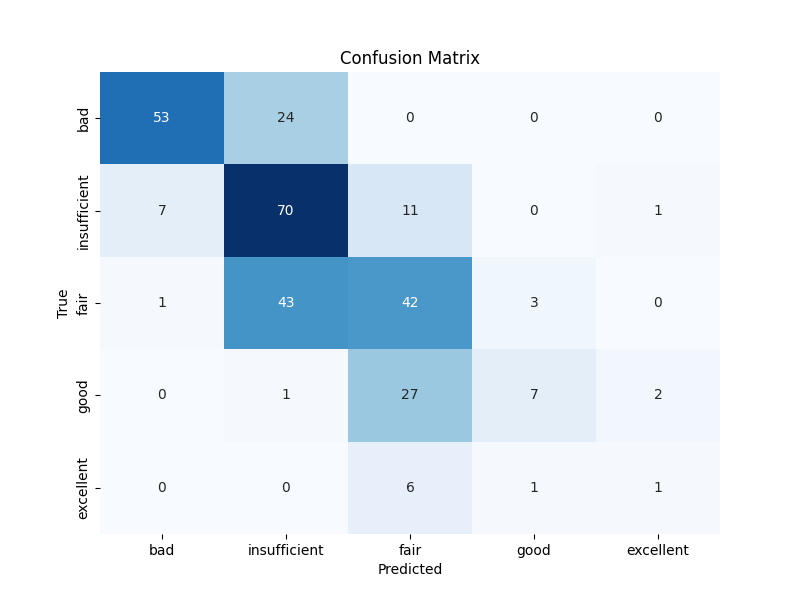 Confusion Matrix
True
bad 53 24 0 0 0
insufficient 7 70 11 0 1
fair 1 43 42 3 0
good 0 1 27 7 2
excellent 0 0 6 1 1
bad insufficient fair good excellent
Predicted